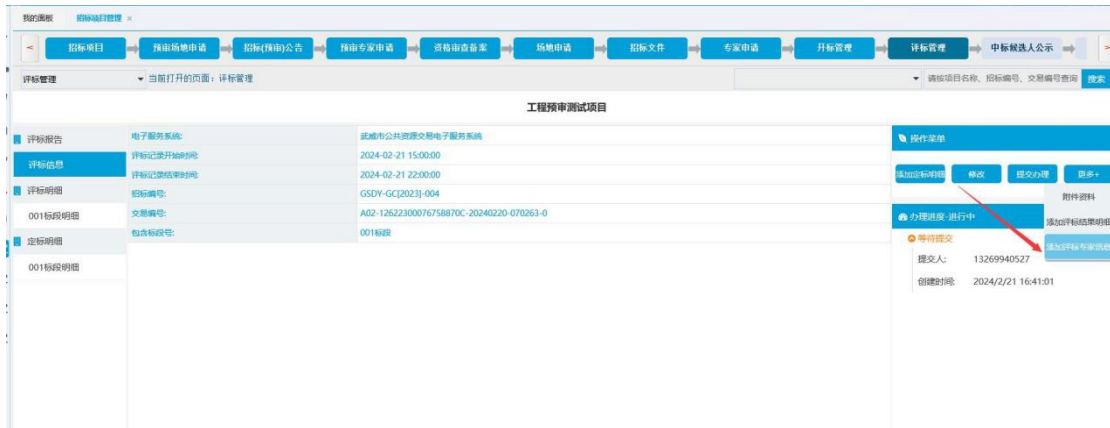 我的面板 招标项目管理 ×
< 招标项目 预审场地申请 招标(预审)公告 预审专家申请 资格审查备案 场地申请 招标文件 专家申请 开标管理 评标管理 中标候选人公示 >
评标管理 当前打开的页面：评标管理 请按项目名称、招标编号、交易编号查询 搜索
工程预审测试项目
评标报告
评标信息
评标明细
001标段明细
定标明细
001标段明细
电子服务系统: 武威市公共资源交易电子服务系统
评标记录开始时间: 2024-02-21 15:00:00
评标记录结束时间: 2024-02-21 22:00:00
招标编号: GSDY-GC[2023]-004
交易编号: A02-12622300076758870C-20240220-070263-0
包含标段号: 001标段
操作菜单
添加定标明细 修改 提交办理 更多+
附件资料
添加评标结果明细
添加评标专家信息
办理进度-进行中
等待提交
提交人: 13269940527
创建时间: 2024/2/21 16:41:01